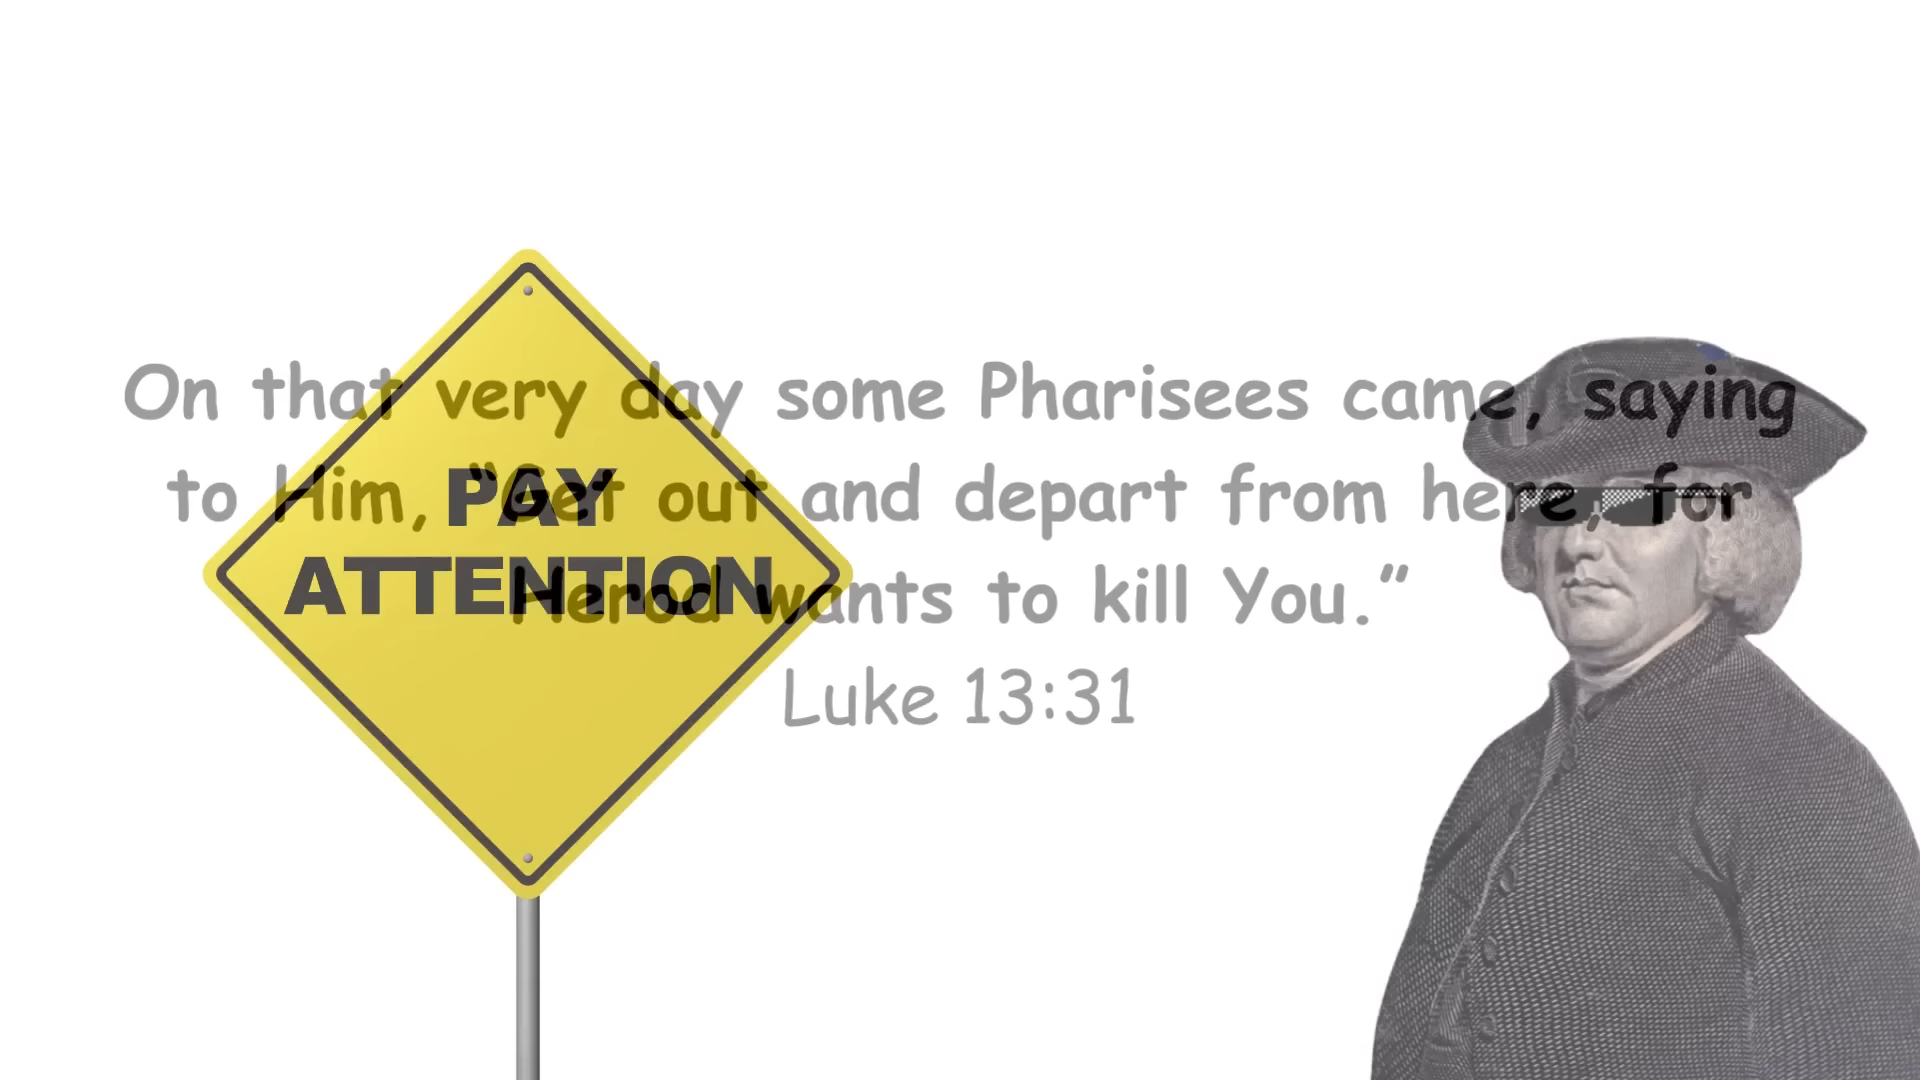 On that very day some Pharisees came, saying
to Him, “Get out and depart from here, for
Herod wants to kill You.”
Luke 13:31
PAY
ATTENTION